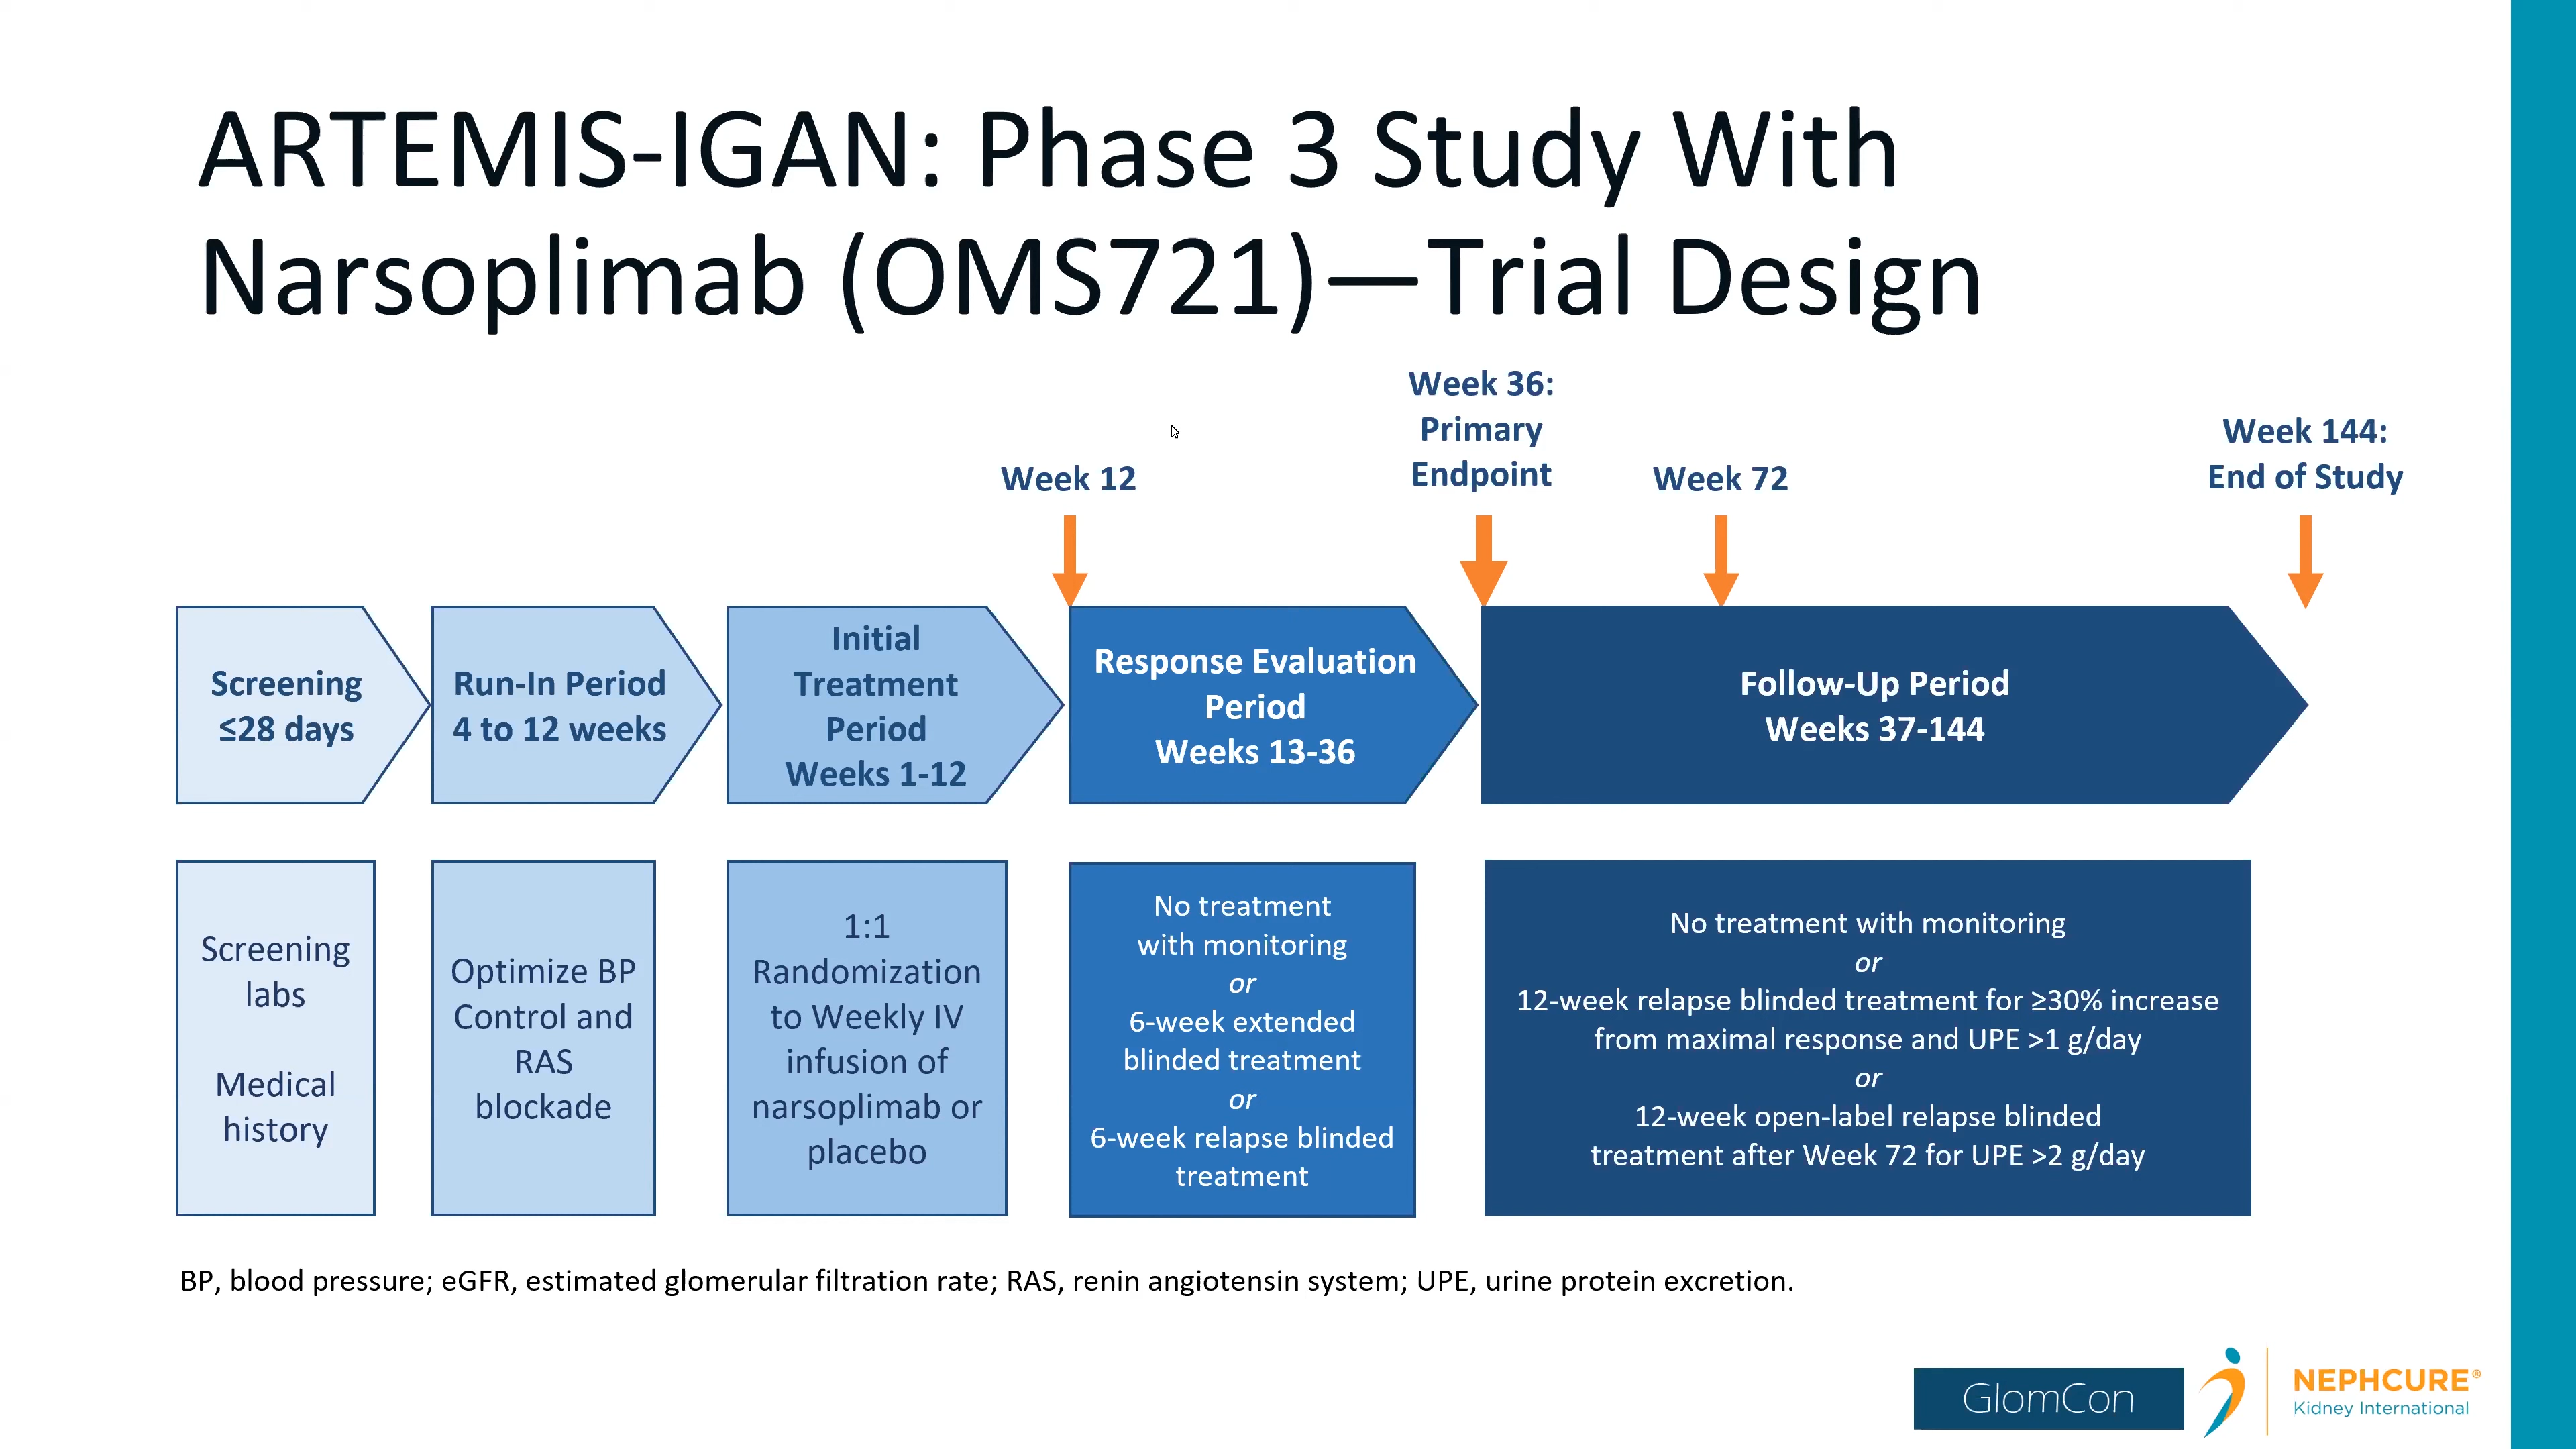 ARTEMIS-IGAN: Phase 3 Study With
Narsoplimab (OMS721)—Trial Design
Week 12
Week 36:
Primary
Endpoint
Week 72
Week 144:
End of Study
Screening
≤28 days
Run-In Period
4 to 12 weeks
Initial
Treatment
Period
Weeks 1-12
Response Evaluation
Period
Weeks 13-36
Follow-Up Period
Weeks 37-144
Screening
labs
Medical
history
Optimize BP
Control and
RAS
blockade
1:1
Randomization
to Weekly IV
infusion of
narsoplimab or
placebo
No treatment
with monitoring
or
6-week extended
blinded treatment
or
6-week relapse blinded
treatment
No treatment with monitoring
or
12-week relapse blinded treatment for ≥30% increase
from maximal response and UPE >1 g/day
or
12-week open-label relapse blinded
treatment after Week 72 for UPE >2 g/day
BP, blood pressure; eGFR, estimated glomerular filtration rate; RAS, renin angiotensin system; UPE, urine protein excretion.
GlomCon
NEPHCURE®
Kidney International